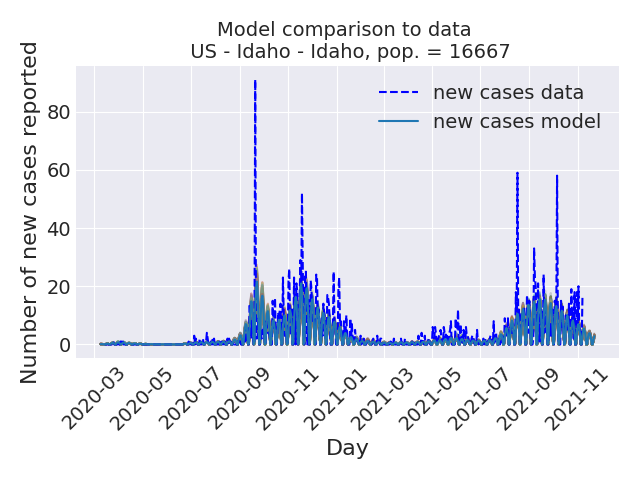 Model comparison to data
US - Idaho - Idaho, pop. = 16667
new cases data
new cases model
Number of new cases reported
80
60
40
20
0
2020-03
2020-05
2020-07
2020-09
2020-11
2021-01
2021-03
2021-05
2021-07
2021-09
2021-11
Day